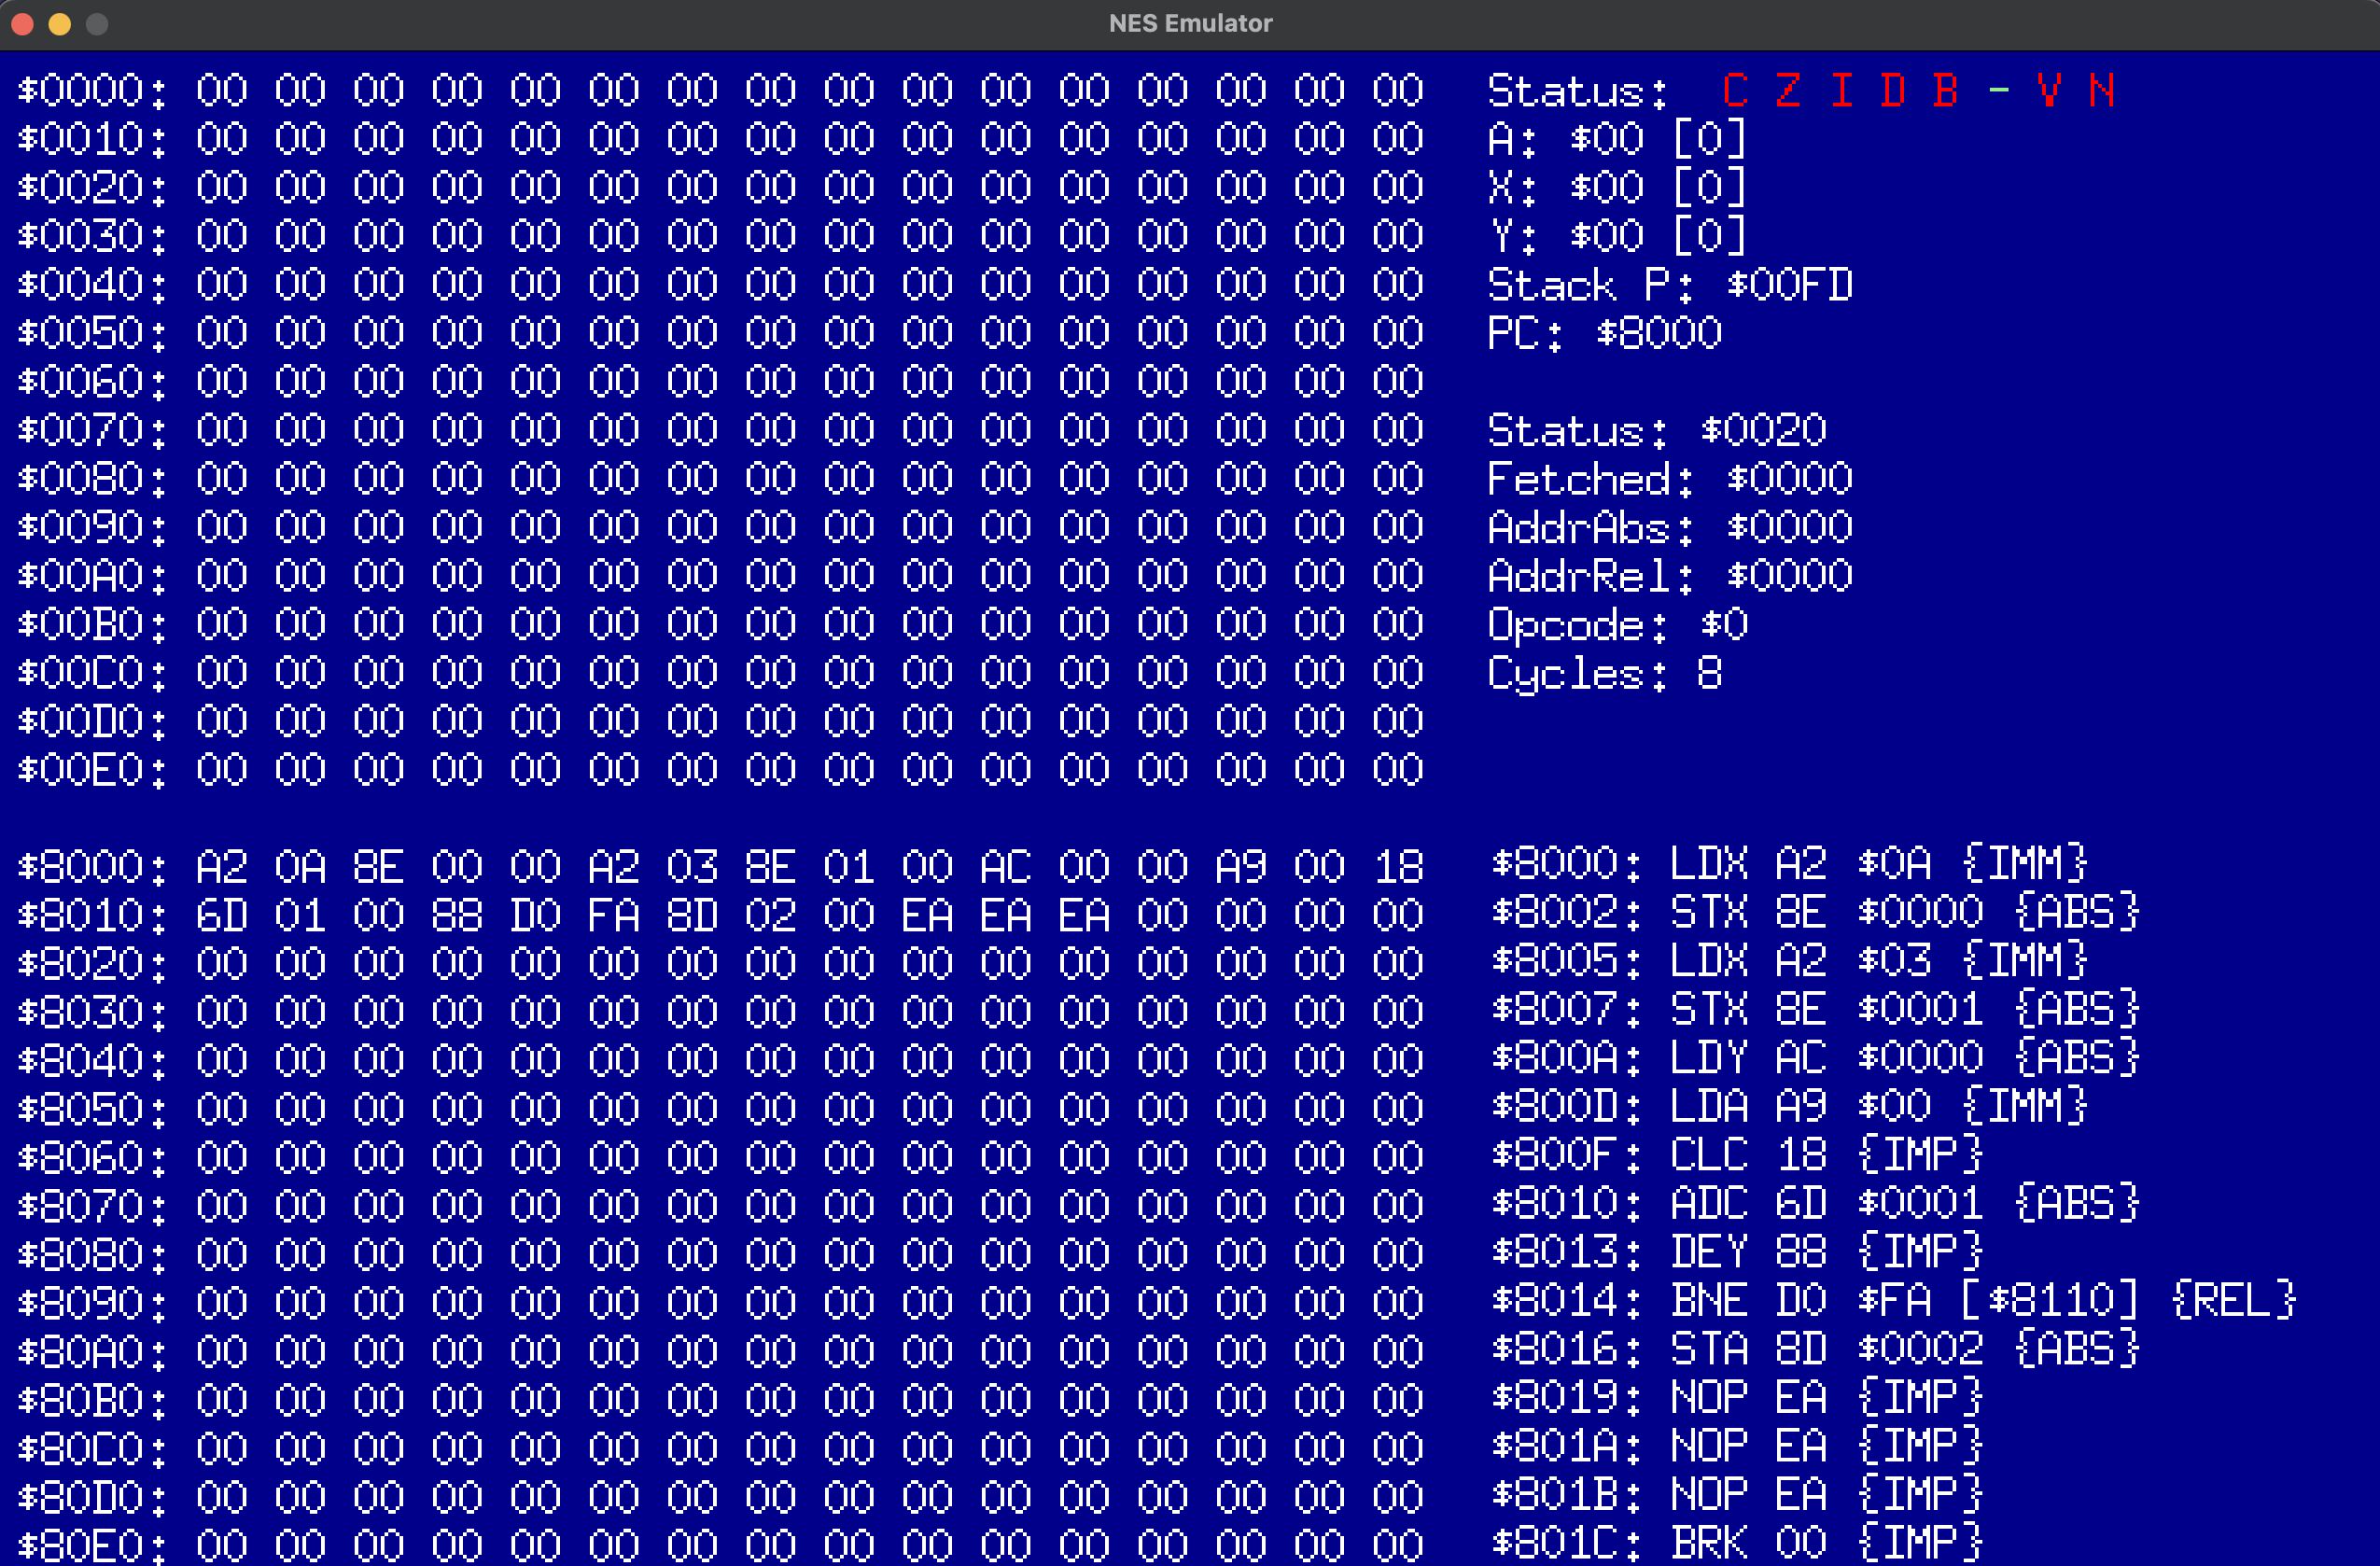 NES Emulator
$0000: 00 00 00 00 00 00 00 00 00 00 00 00 00 00 00 00 Status: C Z I D B - V N
$0010: 00 00 00 00 00 00 00 00 00 00 00 00 00 00 00 00 A: $00 [0]
$0020: 00 00 00 00 00 00 00 00 00 00 00 00 00 00 00 00 X: $00 [0]
$0030: 00 00 00 00 00 00 00 00 00 00 00 00 00 00 00 00 Y: $00 [0]
$0040: 00 00 00 00 00 00 00 00 00 00 00 00 00 00 00 00 Stack P: $00FD
$0050: 00 00 00 00 00 00 00 00 00 00 00 00 00 00 00 00 PC: $8000
$0060: 00 00 00 00 00 00 00 00 00 00 00 00 00 00 00 00
$0070: 00 00 00 00 00 00 00 00 00 00 00 00 00 00 00 00 Status: $0020
$0080: 00 00 00 00 00 00 00 00 00 00 00 00 00 00 00 00 Fetched: $0000
$0090: 00 00 00 00 00 00 00 00 00 00 00 00 00 00 00 00 AddrAbs: $0000
$00A0: 00 00 00 00 00 00 00 00 00 00 00 00 00 00 00 00 AddrRel: $0000
$00B0: 00 00 00 00 00 00 00 00 00 00 00 00 00 00 00 00 Opcode: $0
$00C0: 00 00 00 00 00 00 00 00 00 00 00 00 00 00 00 00 Cycles: 8
$00D0: 00 00 00 00 00 00 00 00 00 00 00 00 00 00 00 00
$00E0: 00 00 00 00 00 00 00 00 00 00 00 00 00 00 00 00
$8000: A2 0A 8E 00 00 A2 03 8E 01 00 AC 00 00 A9 00 18 $8000: LDX A2 $0A {IMM}
$8010: 6D 01 00 88 D0 FA 8D 02 00 EA EA EA 00 00 00 00 $8002: STX 8E $0000 {ABS}
$8020: 00 00 00 00 00 00 00 00 00 00 00 00 00 00 00 00 $8005: LDX A2 $03 {IMM}
$8030: 00 00 00 00 00 00 00 00 00 00 00 00 00 00 00 00 $8007: STX 8E $0001 {ABS}
$8040: 00 00 00 00 00 00 00 00 00 00 00 00 00 00 00 00 $800A: LDY AC $0000 {ABS}
$8050: 00 00 00 00 00 00 00 00 00 00 00 00 00 00 00 00 $800D: LDA A9 $00 {IMM}
$8060: 00 00 00 00 00 00 00 00 00 00 00 00 00 00 00 00 $800F: CLC 18 {IMP}
$8070: 00 00 00 00 00 00 00 00 00 00 00 00 00 00 00 00 $8010: ADC 6D $0001 {ABS}
$8080: 00 00 00 00 00 00 00 00 00 00 00 00 00 00 00 00 $8013: DEY 88 {IMP}
$8090: 00 00 00 00 00 00 00 00 00 00 00 00 00 00 00 00 $8014: BNE D0 $FA [$8110] {REL}
$80A0: 00 00 00 00 00 00 00 00 00 00 00 00 00 00 00 00 $8016: STA 8D $0002 {ABS}
$80B0: 00 00 00 00 00 00 00 00 00 00 00 00 00 00 00 00 $8019: NOP EA {IMP}
$80C0: 00 00 00 00 00 00 00 00 00 00 00 00 00 00 00 00 $801A: NOP EA {IMP}
$80D0: 00 00 00 00 00 00 00 00 00 00 00 00 00 00 00 00 $801B: NOP EA {IMP}
$80E0: 00 00 00 00 00 00 00 00 00 00 00 00 00 00 00 00 $801C: BRK 00 {IMP}